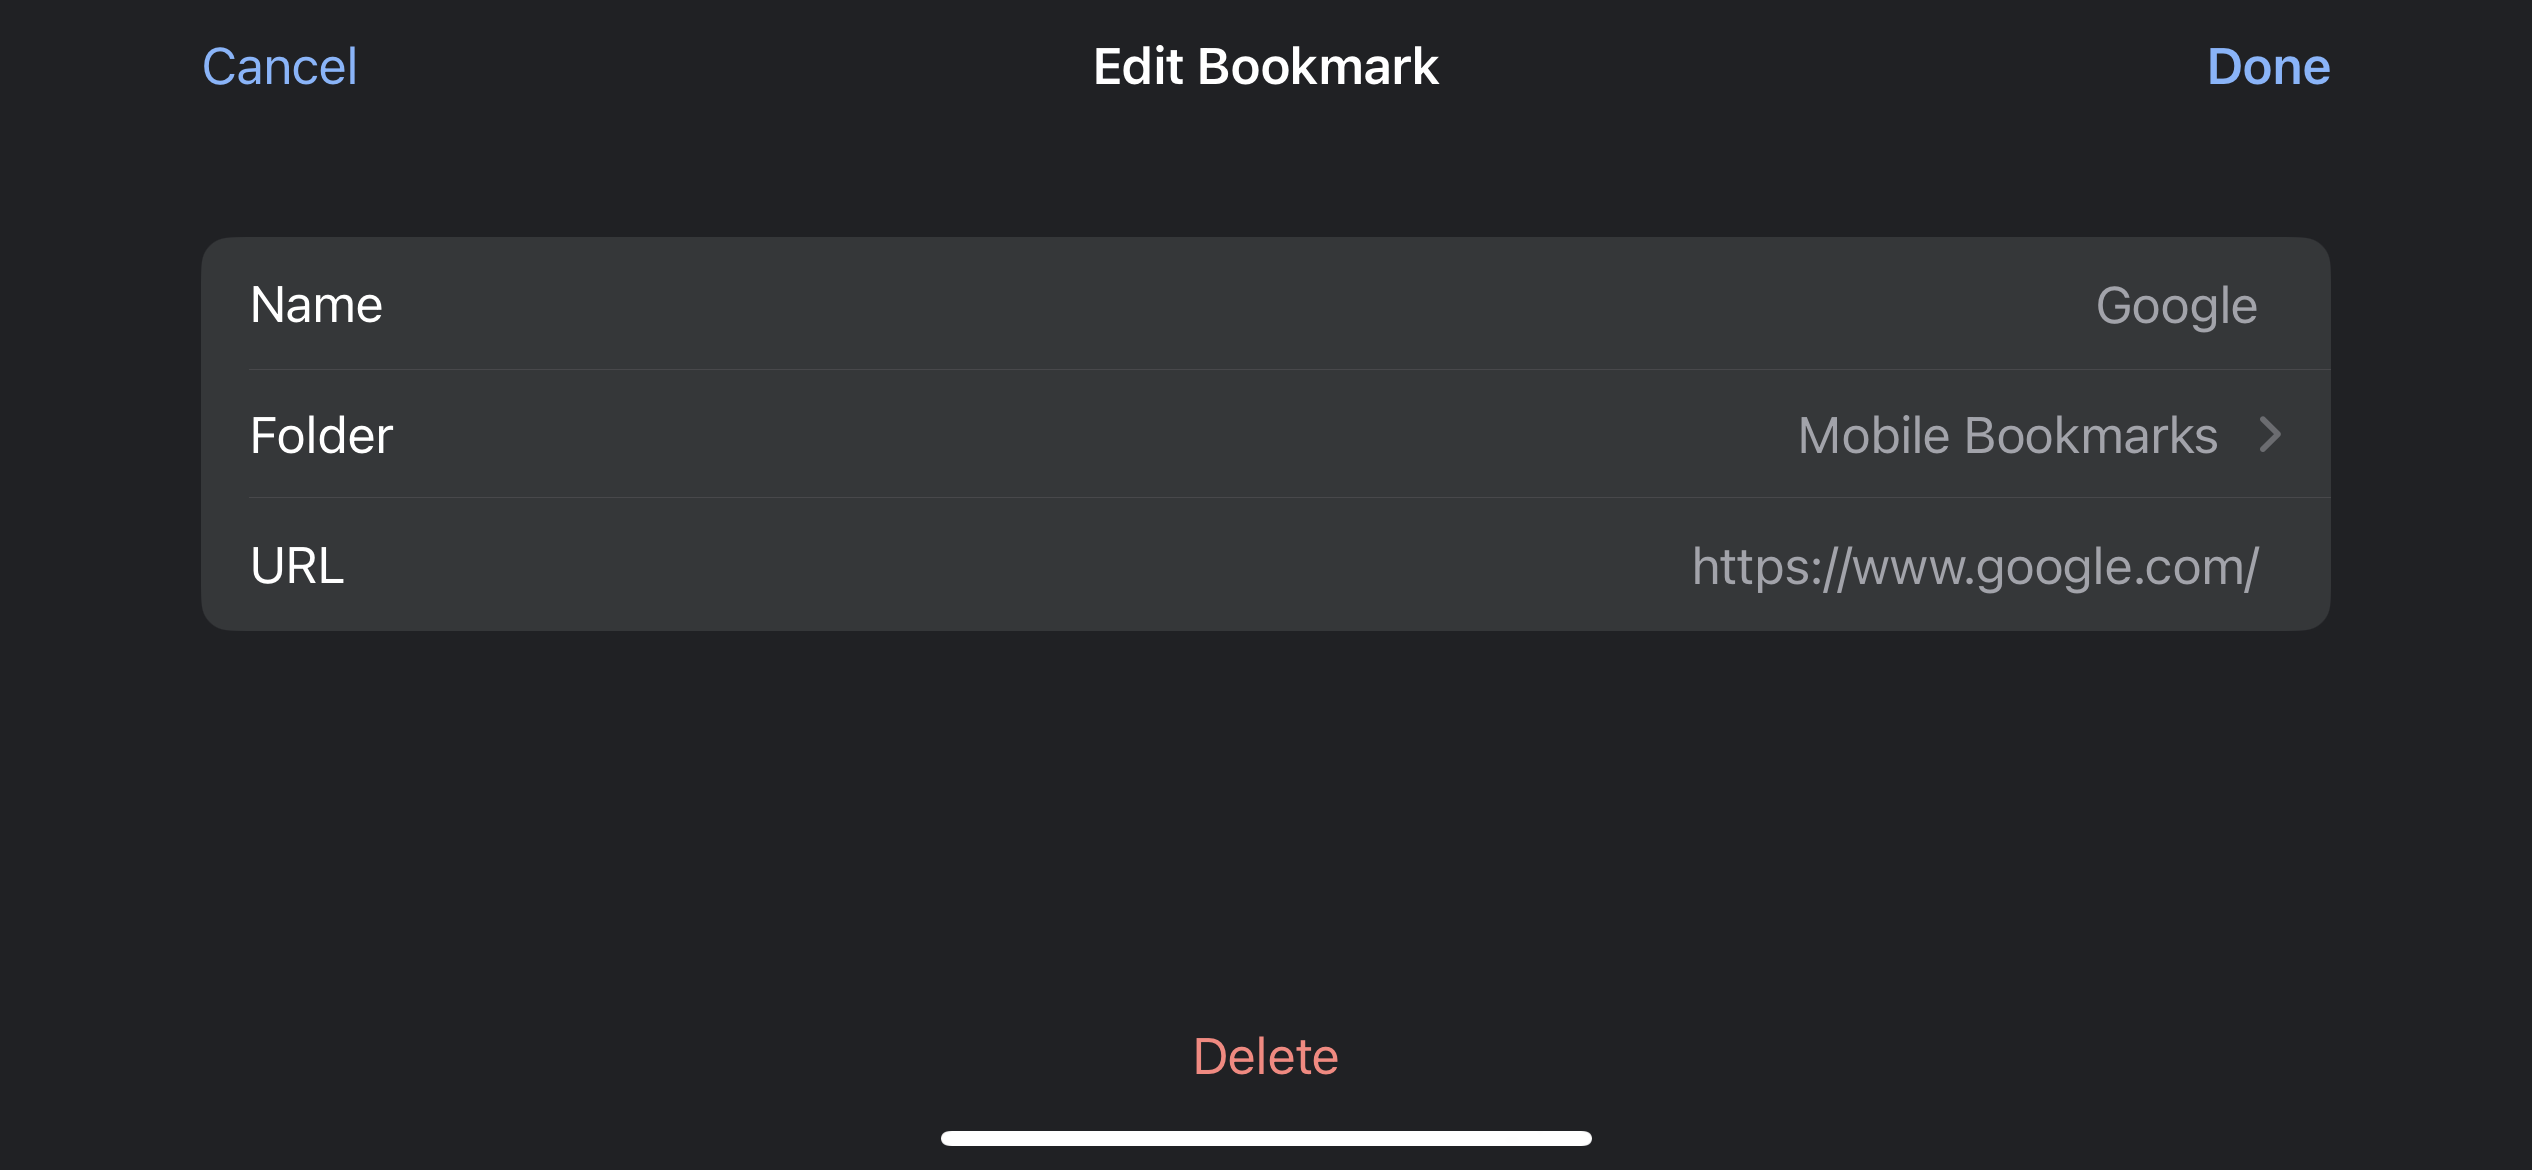 Cancel Edit Bookmark Done
Name Google
Folder Mobile Bookmarks
URL https://www.google.com/
Delete